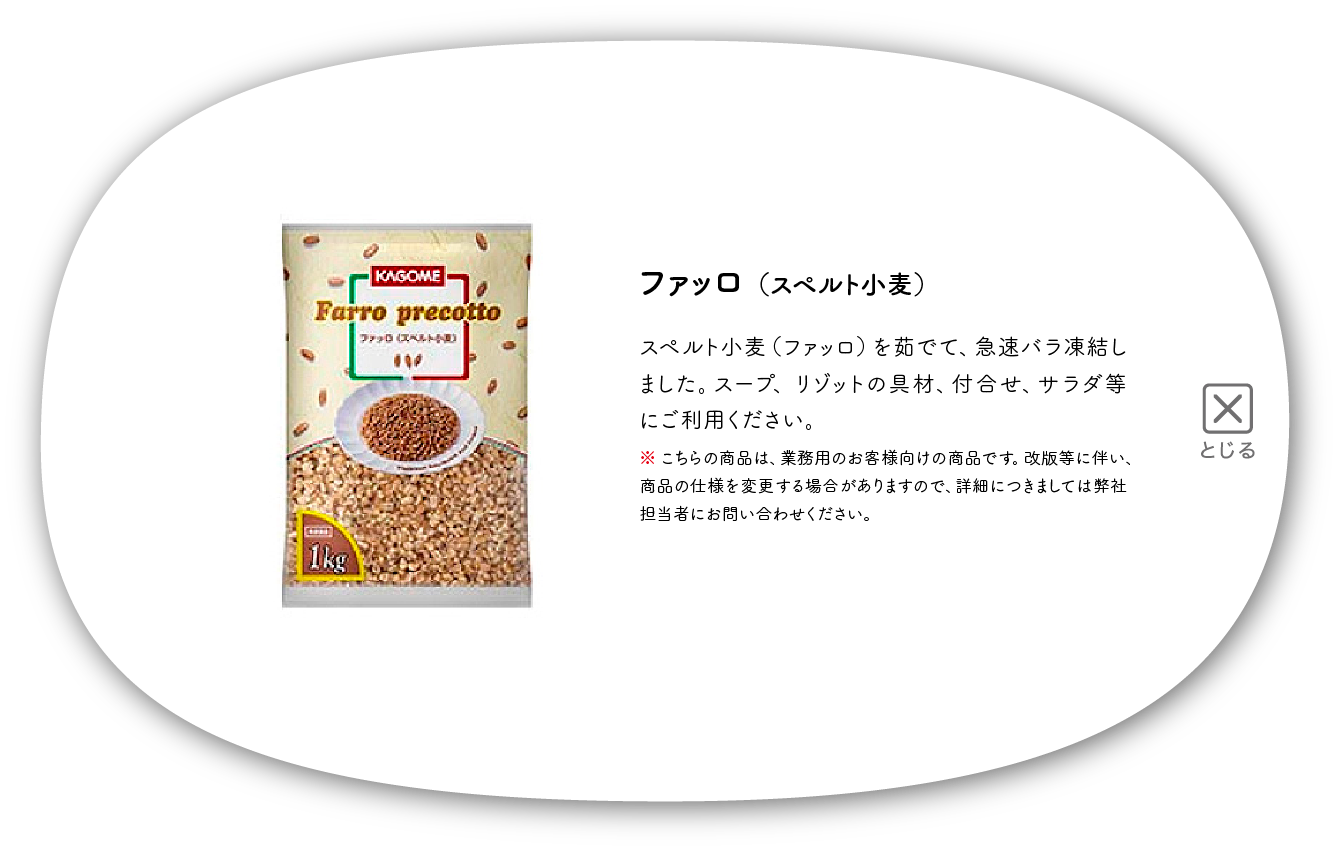 KAGOME
Farro precotto
ファッロ（スペルト小麦）
1kg
ファッロ（スペルト小麦）
スペルト小麦（ファッロ）を茹でて、急速バラ凍結し
ました。スープ、リゾットの具材、付合せ、サラダ等
にご利用ください。
※ こちらの商品は、業務用のお客様向けの商品です。改版等に伴い、
商品の仕様を変更する場合がありますので、詳細につきましては弊社
担当者にお問い合わせください。
とじる